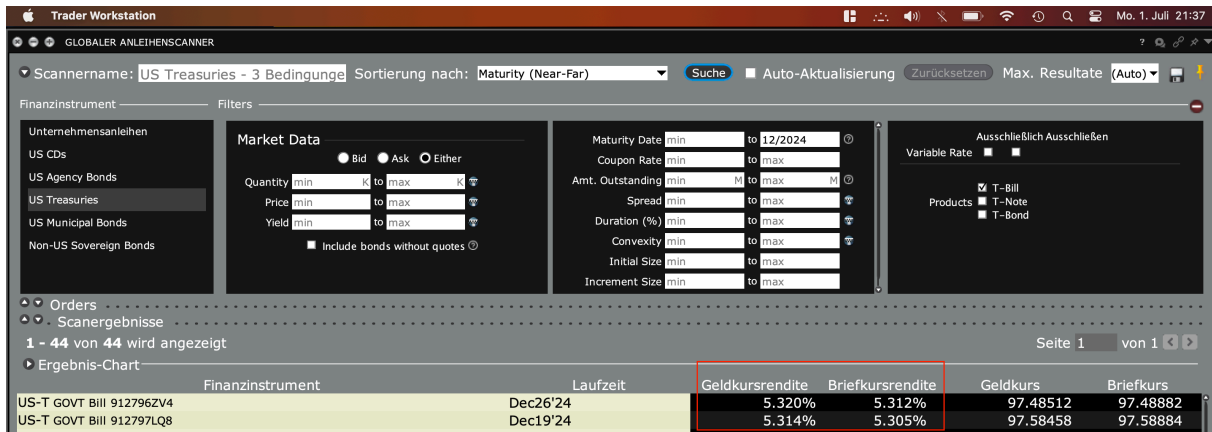 Trader Workstation Mo. 1. Juli 21:37
GLOBALER ANLEIHENSCANNER ?
Scannername: US Treasuries - 3 Bedingunge Sortierung nach: Maturity (Near-Far) Suche Auto-Aktualisierung Zurücksetzen Max. Resultate (Auto)
Finanzinstrument Filters
Unternehmensanleihen
US CDs
US Agency Bonds
US Treasuries
US Municipal Bonds
Non-US Sovereign Bonds
Market Data
Bid Ask Either
Quantity min K to max K
Price min to max
Yield min to max
Include bonds without quotes ?
Maturity Date min to 12/2024 ?
Coupon Rate min to max
Amt. Outstanding min M to max M ?
Spread min to max
Duration (%) min to max
Convexity min to max
Initial Size min to max
Increment Size min to max
Ausschließlich Ausschließen
Variable Rate
Products
T-Bill
T-Note
T-Bond
Orders
Scanergebnisse
1 - 44 von 44 wird angezeigt Seite 1 von 1
Ergebnis-Chart
Finanzinstrument Laufzeit Geldkursrendite Briefkursrendite Geldkurs Briefkurs
US-T GOVT Bill 912796ZV4 Dec26'24 5.320% 5.312% 97.48512 97.48882
US-T GOVT Bill 912797LQ8 Dec19'24 5.314% 5.305% 97.58458 97.58884